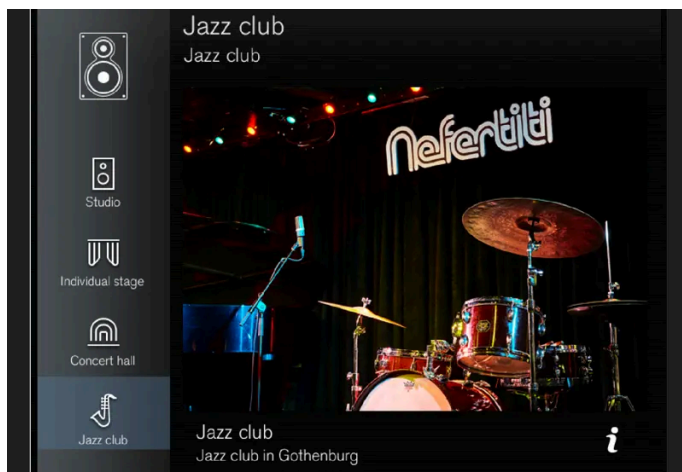 Jazz club
Jazz club
Nefertiti
Studio
Individual stage
Concert hall
Jazz club
Jazz club
Jazz club in Gothenburg
i